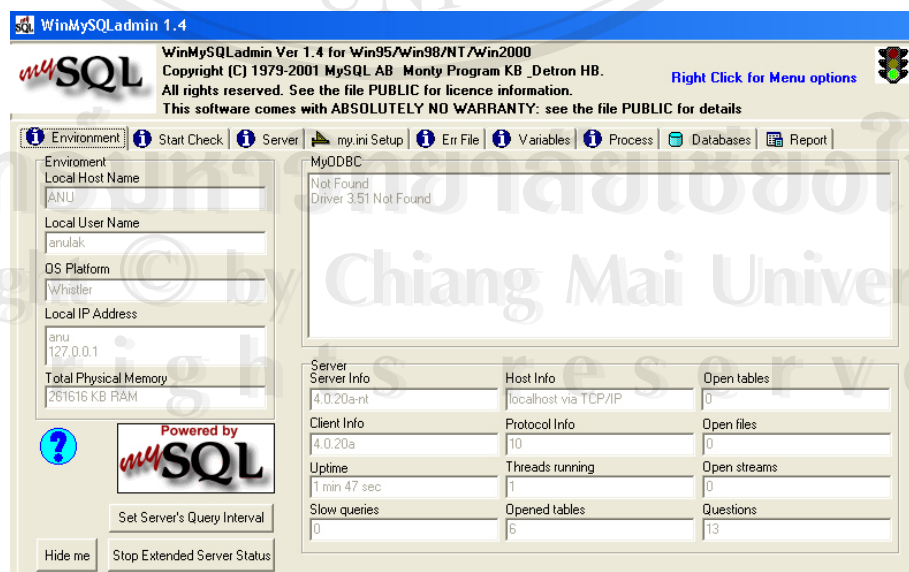 WinMySQLadmin 1.4
mySQL
WinMySQLadmin Ver 1.4 for Win95/Win98/NT/Win2000
Copyright (C) 1979-2001 MySQL AB Monty Program KB _Detron HB.
All rights reserved. See the file PUBLIC for licence information.
This software comes with ABSOLUTELY NO WARRANTY: see the file PUBLIC for details
Right Click for Menu options
Environment Start Check Server my.ini Setup Err File Variables Process Databases Report
Enviroment
Local Host Name
ANU
Local User Name
anulak
OS Platform
Whistler
Local IP Address
anu
127.0.0.1
Total Physical Memory
261616 KB RAM
MyODBC
Not Found
Driver 3.51 Not Found
Server
Server Info
4.0.20a-nt
Host Info
localhost via TCP/IP
Open tables
0
Client Info
4.0.20a
Protocol Info
10
Open files
0
Uptime
1 min 47 sec
Threads running
1
Open streams
0
Slow queries
0
Opened tables
6
Questions
13
Powered by
mySQL
Set Server's Query Interval
Hide me
Stop Extended Server Status
by Chiang Mai Univer
rights reserve